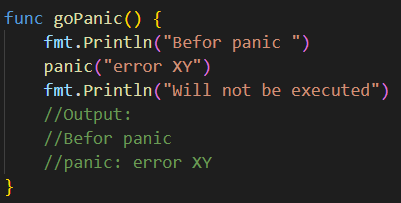 func goPanic() {
    fmt.Println("Befor panic ")
    panic("error XY")
    fmt.Println("Will not be executed")
    //Output:
    //Befor panic
    //panic: error XY
}